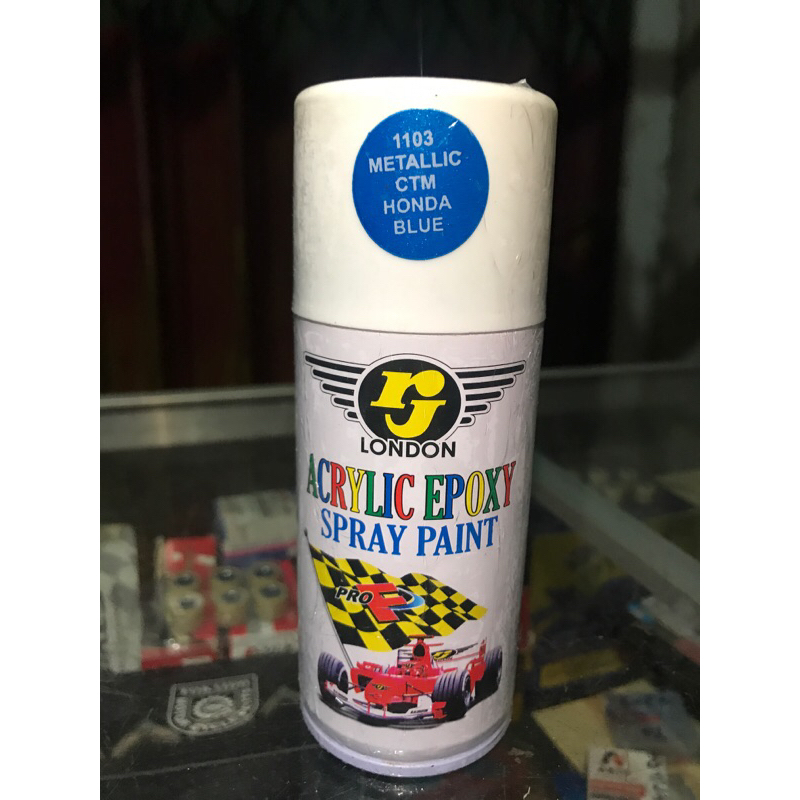 1103
METALLIC
CTM
HONDA
BLUE
rJ
LONDON
ACRYLIC EPOXY
SPRAY PAINT
PRO F